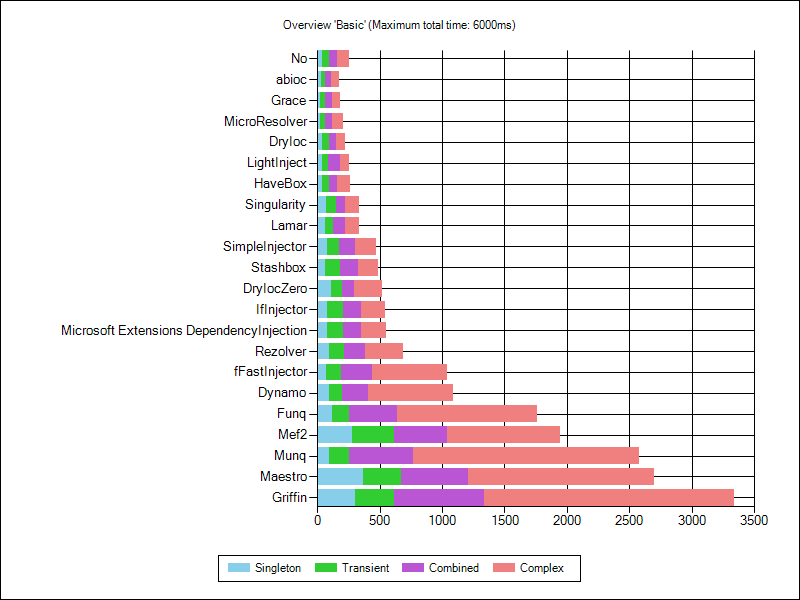 Overview 'Basic' (Maximum total time: 6000ms)
No
abioc
Grace
MicroResolver
DryIoc
LightInject
HaveBox
Singularity
Lamar
SimpleInjector
Stashbox
DryIocZero
IfInjector
Microsoft Extensions DependencyInjection
Rezolver
fFastInjector
Dynamo
Funq
Mef2
Munq
Maestro
Griffin
0 500 1000 1500 2000 2500 3000 3500
Singleton Transient Combined Complex